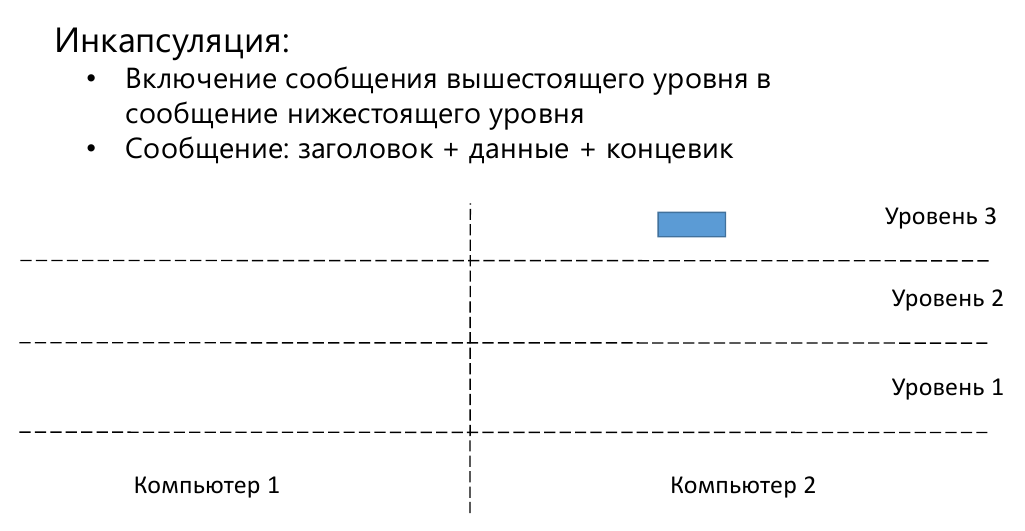 Инкапсуляция:
• Включение сообщения вышестоящего уровня в
сообщение нижестоящего уровня
• Сообщение: заголовок + данные + концевик
Уровень 3
Уровень 2
Уровень 1
Компьютер 1
Компьютер 2